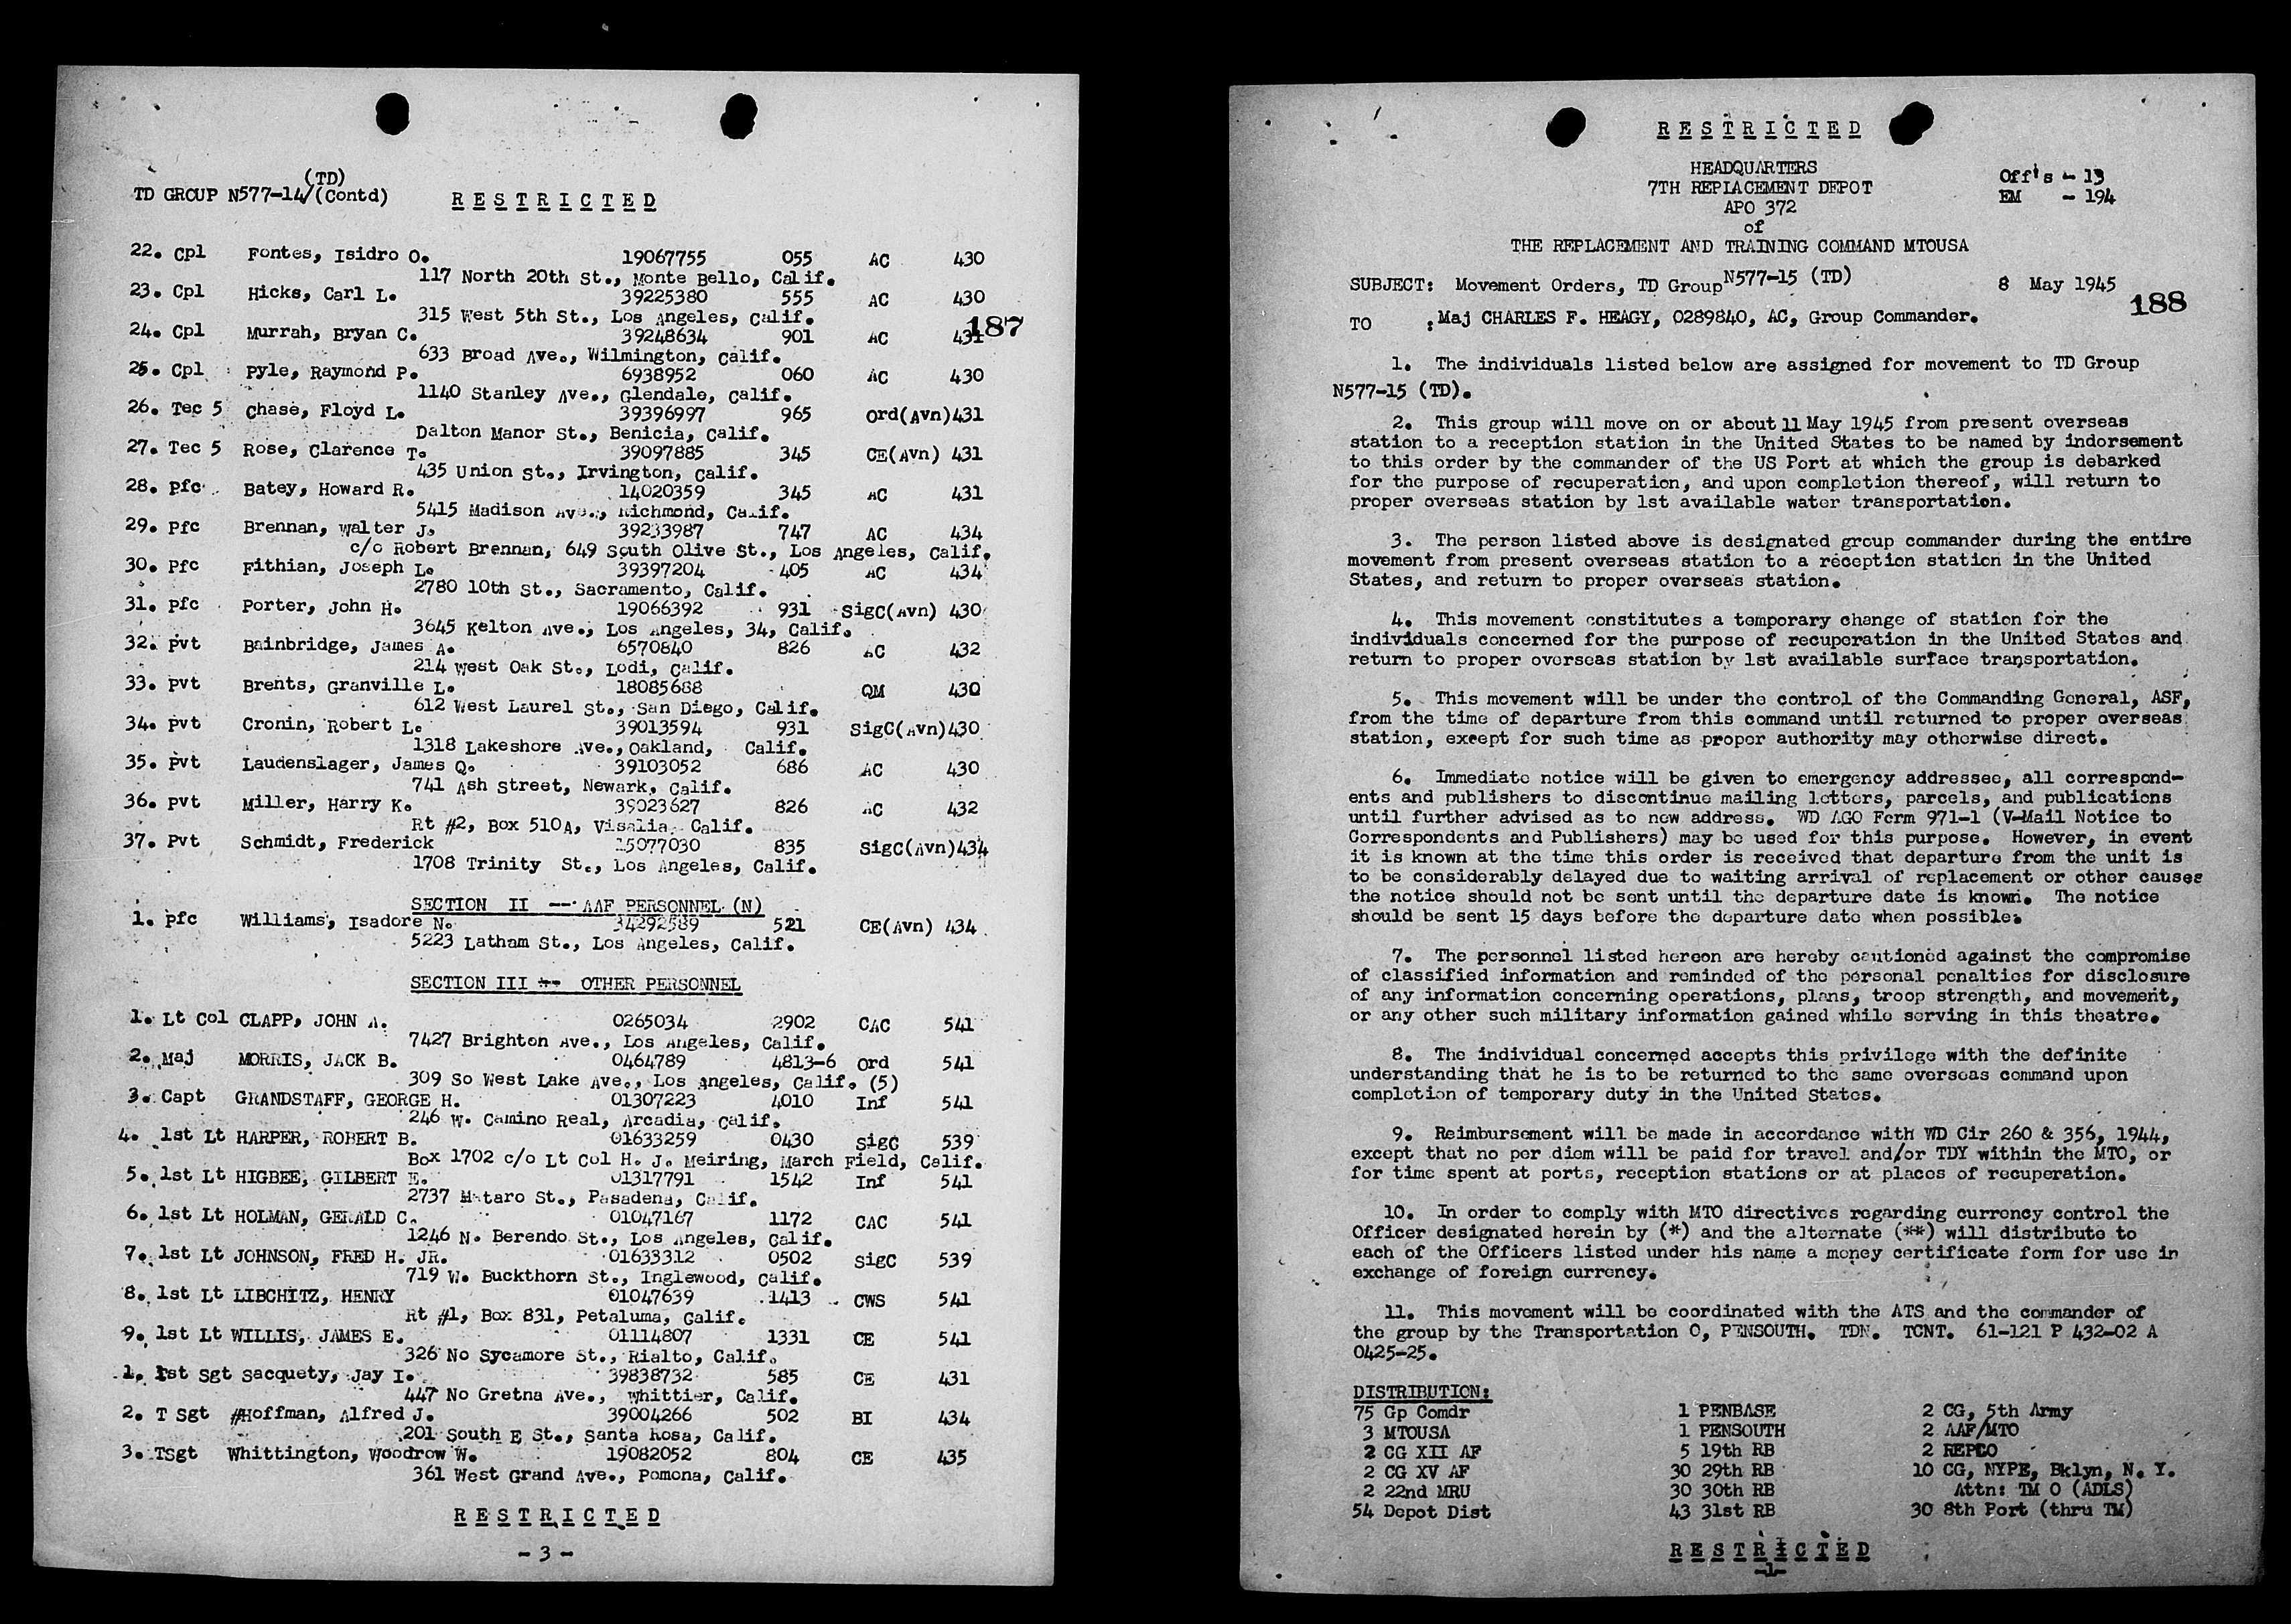 (TD)
TD GROUP N577-14/(Contd)
R E S T R I C T E D
22. Cpl Fontes, Isidro O. 19067755 055 AC 430
117 North 20th St., Monte Bello, Calif.
23. Cpl Hicks, Carl L. 39225380 555 AC 430
315 West 5th St., Los Angeles, Calif.
187
24. Cpl Murrah, Bryan C. 39248634 901 AC 431
633 Broad Ave., Wilmington, Calif.
25. Cpl Pyle, Raymond P. 6938952 060 AC 430
1140 Stanley Ave., Glendale, Calif.
26. Tec 5 Chase, Floyd L. 39396997 965 Ord(Avn)431
Dalton Manor St., Benicia, Calif.
27. Tec 5 Rose, Clarence T. 39097885 345 CE(Avn) 431
435 Union St., Irvington, Calif.
28. Pfc Batey, Howard R. 14020359 345 AC 431
5415 Madison Ave., Richmond, Calif.
29. Pfc Brennan, Walter J. 39233987 747 AC 434
c/o Robert Brennan, 649 South Olive St., Los Angeles, Calif.
30. Pfc Fithian, Joseph L. 39397204 405 AC 434
2780 10th St., Sacramento, Calif.
31. Pfc Porter, John H. 19066392 931 SigC(Avn) 430
3645 Kelton Ave., Los Angeles, 34, Calif.
32. Pvt Bainbridge, James A. 6570840 826 AC 432
214 West Oak St., Lodi, Calif.
33. Pvt Brents, Granville L. 18085688 QM 430
612 West Laurel St., San Diego, Calif.
34. Pvt Cronin, Robert L. 39013594 931 SigC(Avn)430
1318 Lakeshore Ave., Oakland, Calif.
35. Pvt Laudenslager, James Q. 39103052 686 AC 430
741 Ash Street, Newark, Calif.
36. Pvt Miller, Harry K. 39023627 826 AC 432
Rt #2, Box 510A, Visalia, Calif.
37. Pvt Schmidt, Frederick 15077030 835 SigC(Avn)434
1708 Trinity St., Los Angeles, Calif.
SECTION II -- AAF PERSONNEL (N)
1. Pfc Williams, Isadore N. 34292589 521 CE(Avn) 434
5223 Latham St., Los Angeles, Calif.
SECTION III -- OTHER PERSONNEL
1. Lt Col CLAPP, JOHN A. 0265034 2902 CAC 541
7427 Brighton Ave., Los Angeles, Calif.
2. Maj MORRIS, JACK B. 0464789 4813-6 Ord 541
309 So West Lake Ave., Los Angeles, Calif. (5)
3. Capt GRANDSTAFF, GEORGE H. 01307223 4010 Inf 541
246 W. Camino Real, Arcadia, Calif.
4. 1st Lt HARPER, ROBERT B. 01633259 0430 SigC 539
Box 1702 c/o Lt Col H. J. Meiring, March Field, Calif.
5. 1st Lt HIGBEE, GILBERT E. 01317791 1542 Inf 541
2737 Mataro St., Pasadena, Calif.
6. 1st Lt HOLMAN, GERALD C. 01047167 1172 CAC 541
1246 N. Berendo St., Los Angeles, Calif.
7. 1st Lt JOHNSON, FRED H. JR. 01633312 0502 SigC 539
719 W. Buckthorn St., Inglewood, Calif.
8. 1st Lt LIBCHITZ, HENRY 01047639 1413 CWS 541
Rt #1, Box 831, Petaluma, Calif.
9. 1st Lt WILLIS, JAMES E. 01114807 1331 CE 541
326 No Sycamore St., Rialto, Calif.
1. 1st Sgt Sacquety, Jay I. 39838732 585 CE 431
447 No Gretna Ave., Whittier, Calif.
2. T Sgt #Hoffman, Alfred J. 39004266 502 BI 434
201 South E St., Santa Rosa, Calif.
3. TSgt Whittington, Woodrow W. 19082052 804 CE 435
361 West Grand Ave., Pomona, Calif.
R E S T R I C T E D
- 3 -
R E S T R I C T E D
HEADQUARTERS
7TH REPLACEMENT DEPOT
APO 372
of
THE REPLACEMENT AND TRAINING COMMAND MTOUSA
Off's - 13
EM - 194
SUBJECT: Movement Orders, TD Group N577-15 (TD) 8 May 1945
188
TO : Maj CHARLES F. HEAGY, 0289840, AC, Group Commander.
1. The individuals listed below are assigned for movement to TD Group
N577-15 (TD).
2. This group will move on or about 11 May 1945 from present overseas
station to a reception station in the United States to be named by indorsement
to this order by the commander of the US Port at which the group is debarked
for the purpose of recuperation, and upon completion thereof, will return to
proper overseas station by 1st available water transportation.
3. The person listed above is designated group commander during the entire
movement from present overseas station to a reception station in the United
States, and return to proper overseas station.
4. This movement constitutes a temporary change of station for the
individuals concerned for the purpose of recuperation in the United States and
return to proper overseas station by 1st available surface transportation.
5. This movement will be under the control of the Commanding General, ASF,
from the time of departure from this command until returned to proper overseas
station, except for such time as proper authority may otherwise direct.
6. Immediate notice will be given to emergency addressee, all correspond-
ents and publishers to discontinue mailing letters, parcels, and publications
until further advised as to new address. WD AGO Form 971-1 (V-Mail Notice to
Correspondents and Publishers) may be used for this purpose. However, in event
it is known at the time this order is received that departure from the unit is
to be considerably delayed due to waiting arrival of replacement or other causes
the notice should not be sent until the departure date is known. The notice
should be sent 15 days before the departure date when possible.
7. The personnel listed hereon are hereby cautioned against the compromise
of classified information and reminded of the personal penalties for disclosure
of any information concerning operations, plans, troop strength, and movement,
or any other such military information gained while serving in this theatre.
8. The individual concerned accepts this privilege with the definite
understanding that he is to be returned to the same overseas command upon
completion of temporary duty in the United States.
9. Reimbursement will be made in accordance with WD Cir 260 & 356, 1944,
except that no per diem will be paid for travel and/or TDY within the MTO, or
for time spent at ports, reception stations or at places of recuperation.
10. In order to comply with MTO directives regarding currency control the
Officer designated herein by (*) and the alternate (**) will distribute to
each of the Officers listed under his name a money certificate form for use in
exchange of foreign currency.
11. This movement will be coordinated with the ATS and the commander of
the group by the Transportation O, PENSOUTH. TDN. TCNT. 61-121 P 432-02 A
0425-25.
DISTRIBUTION:
75 Gp Comdr 1 PENBASE 2 CG, 5th Army
3 MTOUSA 1 PENSOUTH 2 AAF/MTO
2 CG XII AF 5 19th RB 2 REPCO
2 CG XV AF 30 29th RB 10 CG, NYPE, Bklyn, N. Y.
2 22nd MRU 30 30th RB Attn: TM O (ADLS)
54 Depot Dist 43 31st RB 30 8th Port (thru TM)
R E S T R I C T E D
-1-